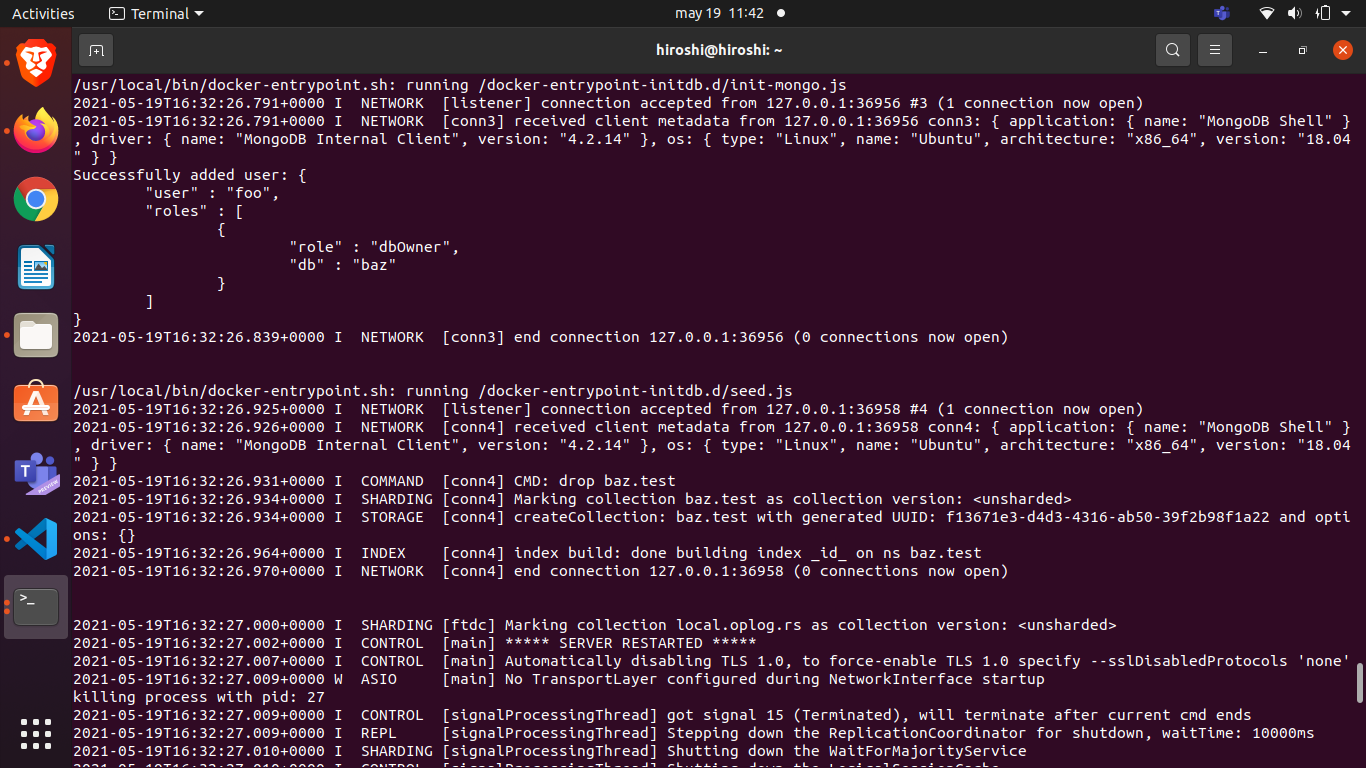 Activities
Terminal
may 19 11:42
hiroshi@hiroshi: ~
/usr/local/bin/docker-entrypoint.sh: running /docker-entrypoint-initdb.d/init-mongo.js
2021-05-19T16:32:26.791+0000 I  NETWORK  [listener] connection accepted from 127.0.0.1:36956 #3 (1 connection now open)
2021-05-19T16:32:26.791+0000 I  NETWORK  [conn3] received client metadata from 127.0.0.1:36956 conn3: { application: { name: "MongoDB Shell" }
, driver: { name: "MongoDB Internal Client", version: "4.2.14" }, os: { type: "Linux", name: "Ubuntu", architecture: "x86_64", version: "18.04
" } }
Successfully added user: {
        "user" : "foo",
        "roles" : [
                {
                        "role" : "dbOwner",
                        "db" : "baz"
                }
        ]
}
2021-05-19T16:32:26.839+0000 I  NETWORK  [conn3] end connection 127.0.0.1:36956 (0 connections now open)
/usr/local/bin/docker-entrypoint.sh: running /docker-entrypoint-initdb.d/seed.js
2021-05-19T16:32:26.925+0000 I  NETWORK  [listener] connection accepted from 127.0.0.1:36958 #4 (1 connection now open)
2021-05-19T16:32:26.926+0000 I  NETWORK  [conn4] received client metadata from 127.0.0.1:36958 conn4: { application: { name: "MongoDB Shell" }
, driver: { name: "MongoDB Internal Client", version: "4.2.14" }, os: { type: "Linux", name: "Ubuntu", architecture: "x86_64", version: "18.04
" } }
2021-05-19T16:32:26.931+0000 I  COMMAND  [conn4] CMD: drop baz.test
2021-05-19T16:32:26.934+0000 I  SHARDING [conn4] Marking collection baz.test as collection version: <unsharded>
2021-05-19T16:32:26.934+0000 I  STORAGE  [conn4] createCollection: baz.test with generated UUID: f13671e3-d4d3-4316-ab50-39f2b98f1a22 and opti
ons: {}
2021-05-19T16:32:26.964+0000 I  INDEX    [conn4] index build: done building index _id_ on ns baz.test
2021-05-19T16:32:26.970+0000 I  NETWORK  [conn4] end connection 127.0.0.1:36958 (0 connections now open)
2021-05-19T16:32:27.000+0000 I  SHARDING [ftdc] Marking collection local.oplog.rs as collection version: <unsharded>
2021-05-19T16:32:27.002+0000 I  CONTROL  [main] ***** SERVER RESTARTED *****
2021-05-19T16:32:27.007+0000 I  CONTROL  [main] Automatically disabling TLS 1.0, to force-enable TLS 1.0 specify --sslDisabledProtocols 'none'
2021-05-19T16:32:27.009+0000 W  ASIO     [main] No TransportLayer configured during NetworkInterface startup
killing process with pid: 27
2021-05-19T16:32:27.009+0000 I  CONTROL  [signalProcessingThread] got signal 15 (Terminated), will terminate after current cmd ends
2021-05-19T16:32:27.009+0000 I  REPL     [signalProcessingThread] Stepping down the ReplicationCoordinator for shutdown, waitTime: 10000ms
2021-05-19T16:32:27.010+0000 I  SHARDING [signalProcessingThread] Shutting down the WaitForMajorityService
2021-05-19T16:32:27.010+0000 I  CONTROL  [signalProcessingThread] Shutting down the LogicalSessionCache